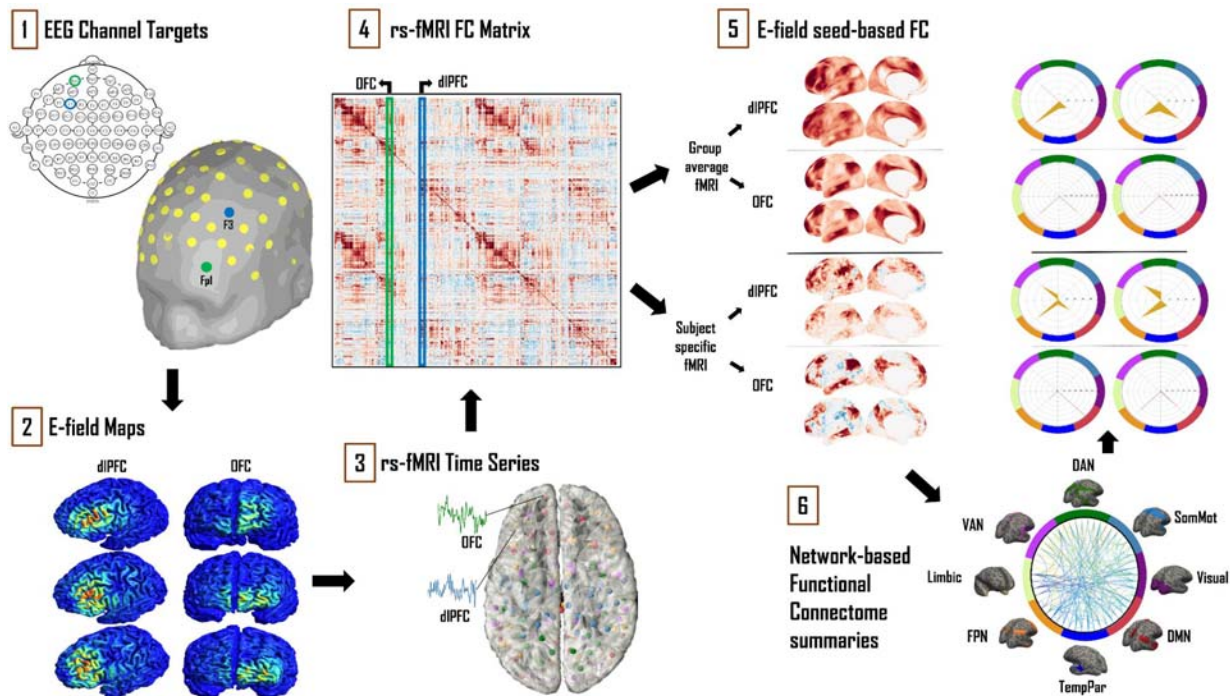 1 EEG Channel Targets
F3
Fp1
2 E-field Maps
dlPFC OFC
3 rs-fMRI Time Series
OFC
dlPFC
4 rs-fMRI FC Matrix
OFC dlPFC
5 E-field seed-based FC
Group
average
fMRI
dlPFC
OFC
Subject
specific
fMRI
dlPFC
OFC
6
Network-based
Functional
Connectome
summaries
DAN
VAN SomMot
Limbic Visual
FPN DMN
TempPar